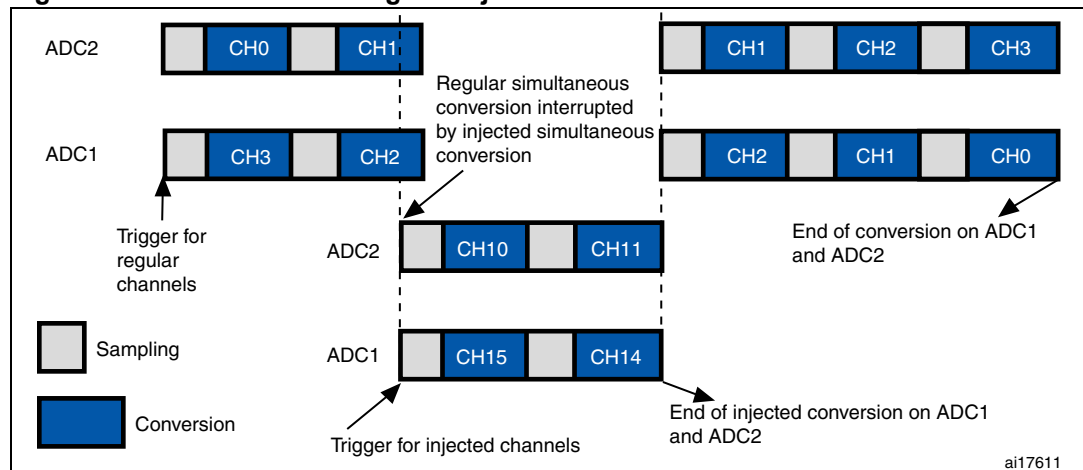 ADC2
CH0
CH1
CH1
CH2
CH3
Regular simultaneous
conversion interrupted
by injected simultaneous
conversion
ADC1
CH3
CH2
CH2
CH1
CH0
Trigger for
regular
channels
End of conversion on ADC1
and ADC2
ADC2
CH10
CH11
Sampling
ADC1
CH15
CH14
Conversion
Trigger for injected channels
End of injected conversion on ADC1
and ADC2
ai17611